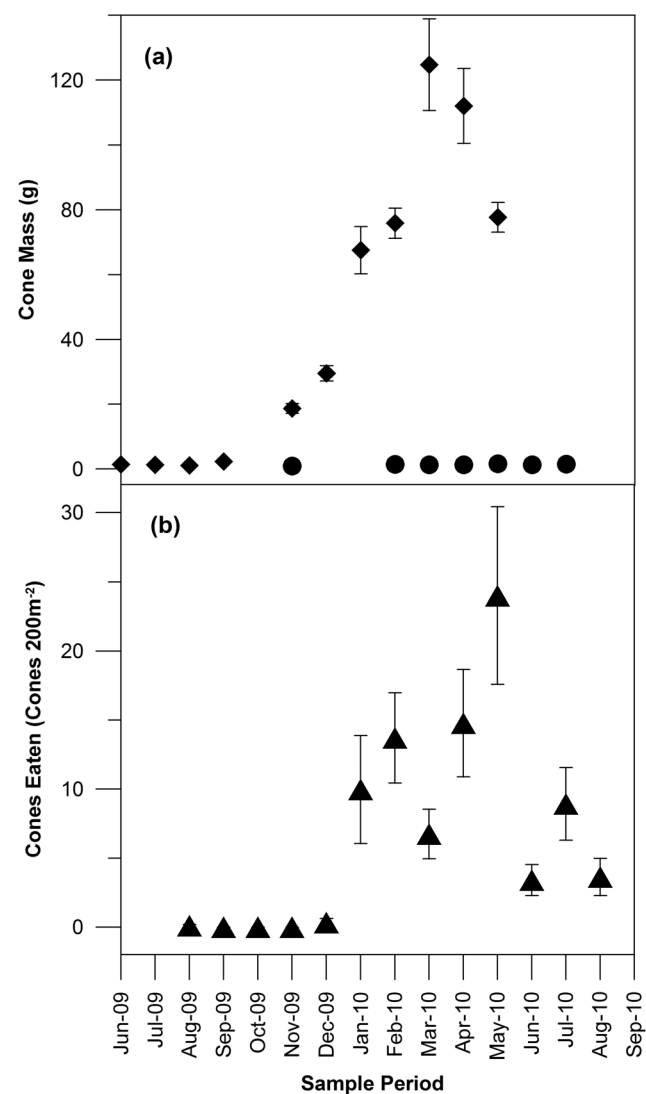 (a)
120
80
40
0
Cone Mass (g)
(b)
30
20
10
0
Cones Eaten (Cones 200m⁻²)
Jun-09
Jul-09
Aug-09
Sep-09
Oct-09
Nov-09
Dec-09
Jan-10
Feb-10
Mar-10
Apr-10
May-10
Jun-10
Jul-10
Aug-10
Sep-10
Sample Period